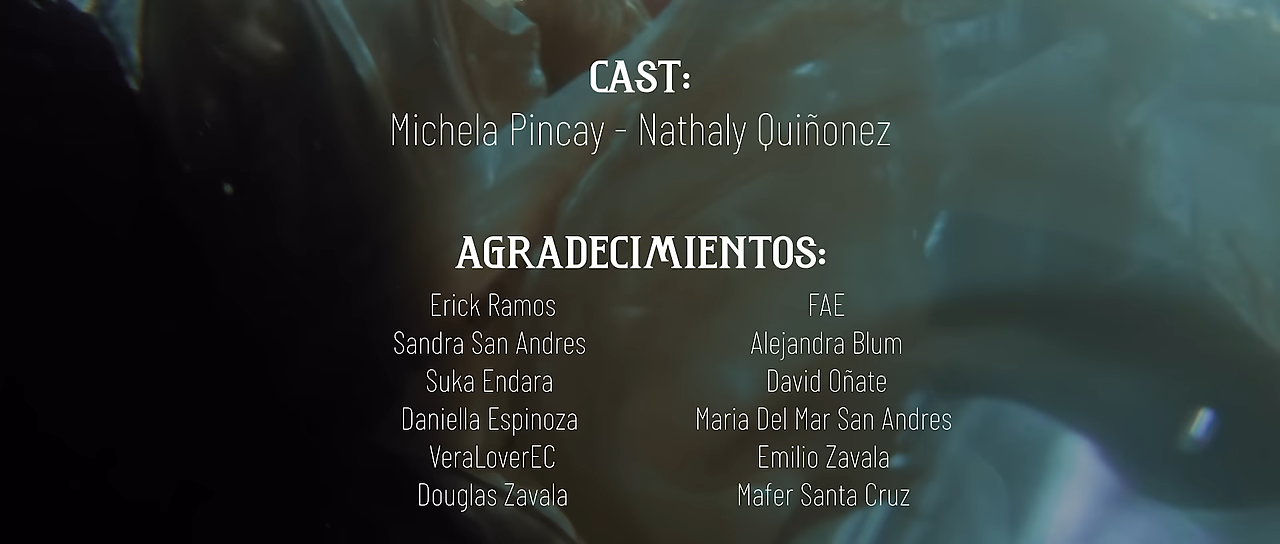 CAST:
Michela Pincay - Nathaly Quiñonez
AGRADECIMIENTOS:
Erick Ramos
Sandra San Andres
Suka Endara
Daniella Espinoza
VeraLoverEC
Douglas Zavala
FAE
Alejandra Blum
David Oñate
Maria Del Mar San Andres
Emilio Zavala
Mafer Santa Cruz